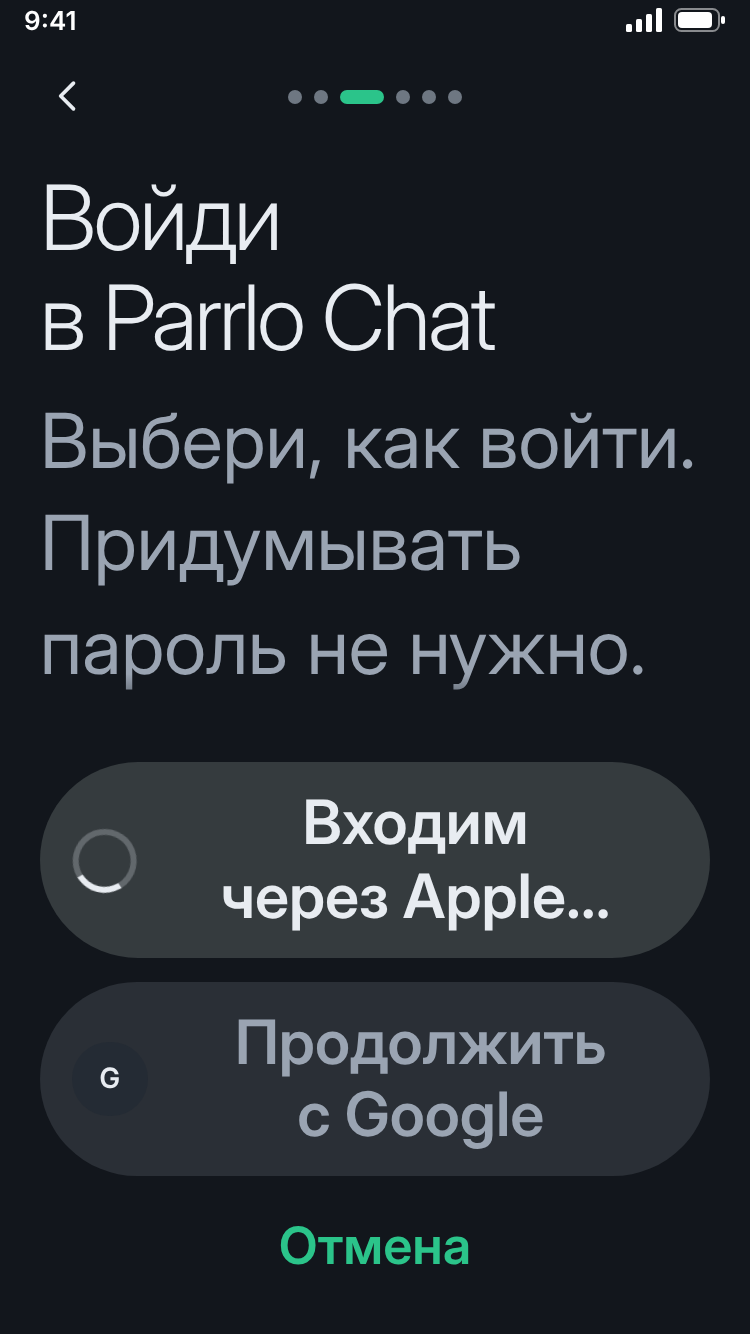 9:41
Войди
в Parrlo Chat
Выбери, как войти.
Придумывать
пароль не нужно.
Входим
через Apple...
G
Продолжить
с Google
Отмена